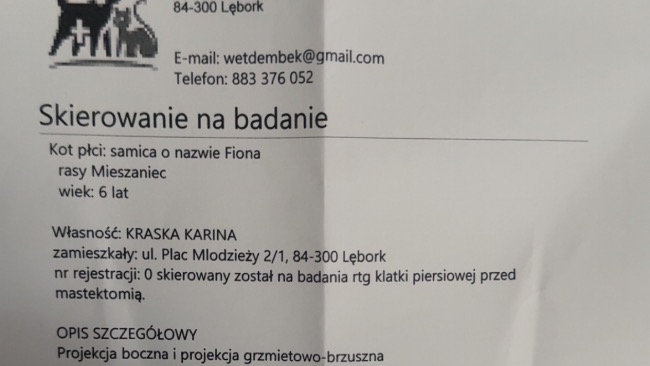 84-300 Lębork
E-mail: wetdembek@gmail.com
Telefon: 883 376 052
Skierowanie na badanie
Kot płci: samica o nazwie Fiona
rasy Mieszaniec
wiek: 6 lat
Własność: KRASKA KARINA
zamieszkały: ul. Plac Mlodzieży 2/1, 84-300 Lębork
nr rejestracji: 0 skierowany został na badania rtg klatki piersiowej przed
mastektomią.
OPIS SZCZEGÓŁOWY
Projekcja boczna i projekcja grzmietowo-brzuszna